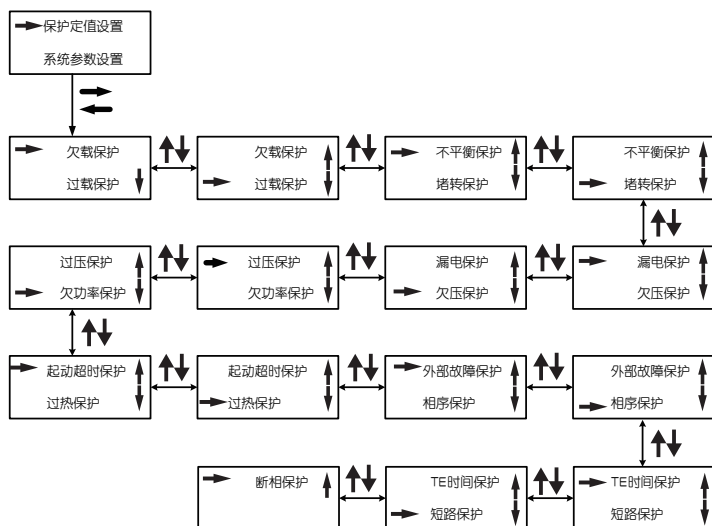 保护定值设置
系统参数设置
欠载保护
过载保护
欠载保护
过载保护
不平衡保护
堵转保护
不平衡保护
堵转保护
过压保护
欠功率保护
过压保护
欠功率保护
漏电保护
欠压保护
漏电保护
欠压保护
起动超时保护
过热保护
起动超时保护
过热保护
外部故障保护
相序保护
外部故障保护
相序保护
断相保护
TE时间保护
短路保护
TE时间保护
短路保护